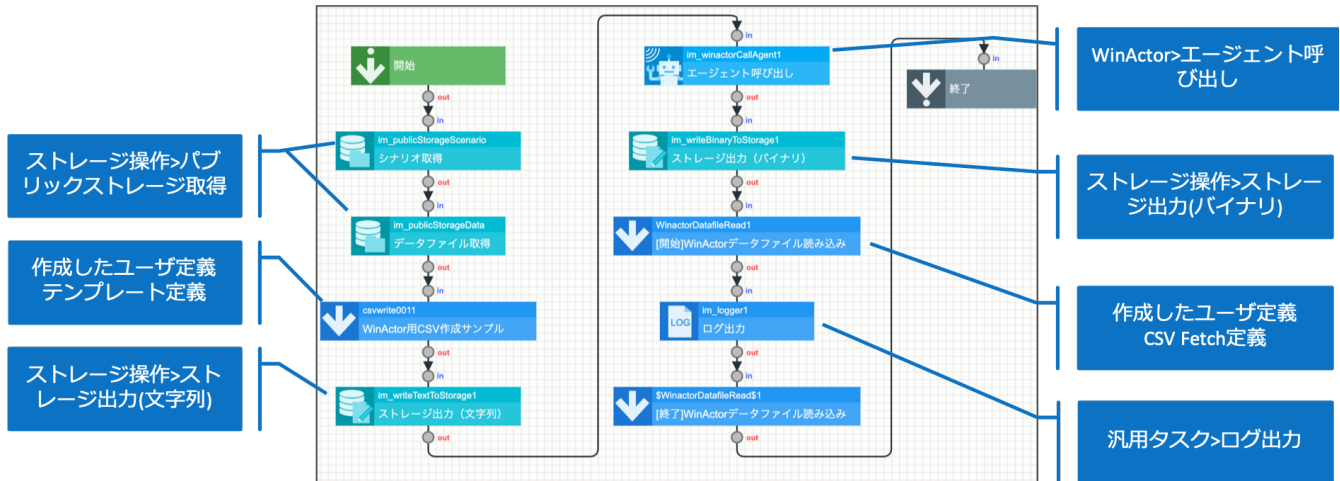 ストレージ操作>パブ
リックストレージ取得
作成したユーザ定義
テンプレート定義
ストレージ操作>スト
レージ出力(文字列)
開始
out
in
im_publicStorageScenario
シナリオ取得
out
in
im_publicStorageData
データファイル取得
out
in
csvwrite0011
WinActor用CSV作成サンプル
out
in
im_writeTextToStorage1
ストレージ出力（文字列）
out
in
im_winactorCallAgent1
エージェント呼び出し
out
in
im_writeBinaryToStorage1
ストレージ出力（バイナリ）
out
in
WinactorDatafileRead1
[開始]WinActorデータファイル読み込み
out
in
LOG
im_logger1
ログ出力
out
in
$WinactorDatafileRead$1
[終了]WinActorデータファイル読み込み
out
in
終了
WinActor>エージェント呼
び出し
ストレージ操作>ストレー
ジ出力(バイナリ)
作成したユーザ定義
CSV Fetch定義
汎用タスク>ログ出力